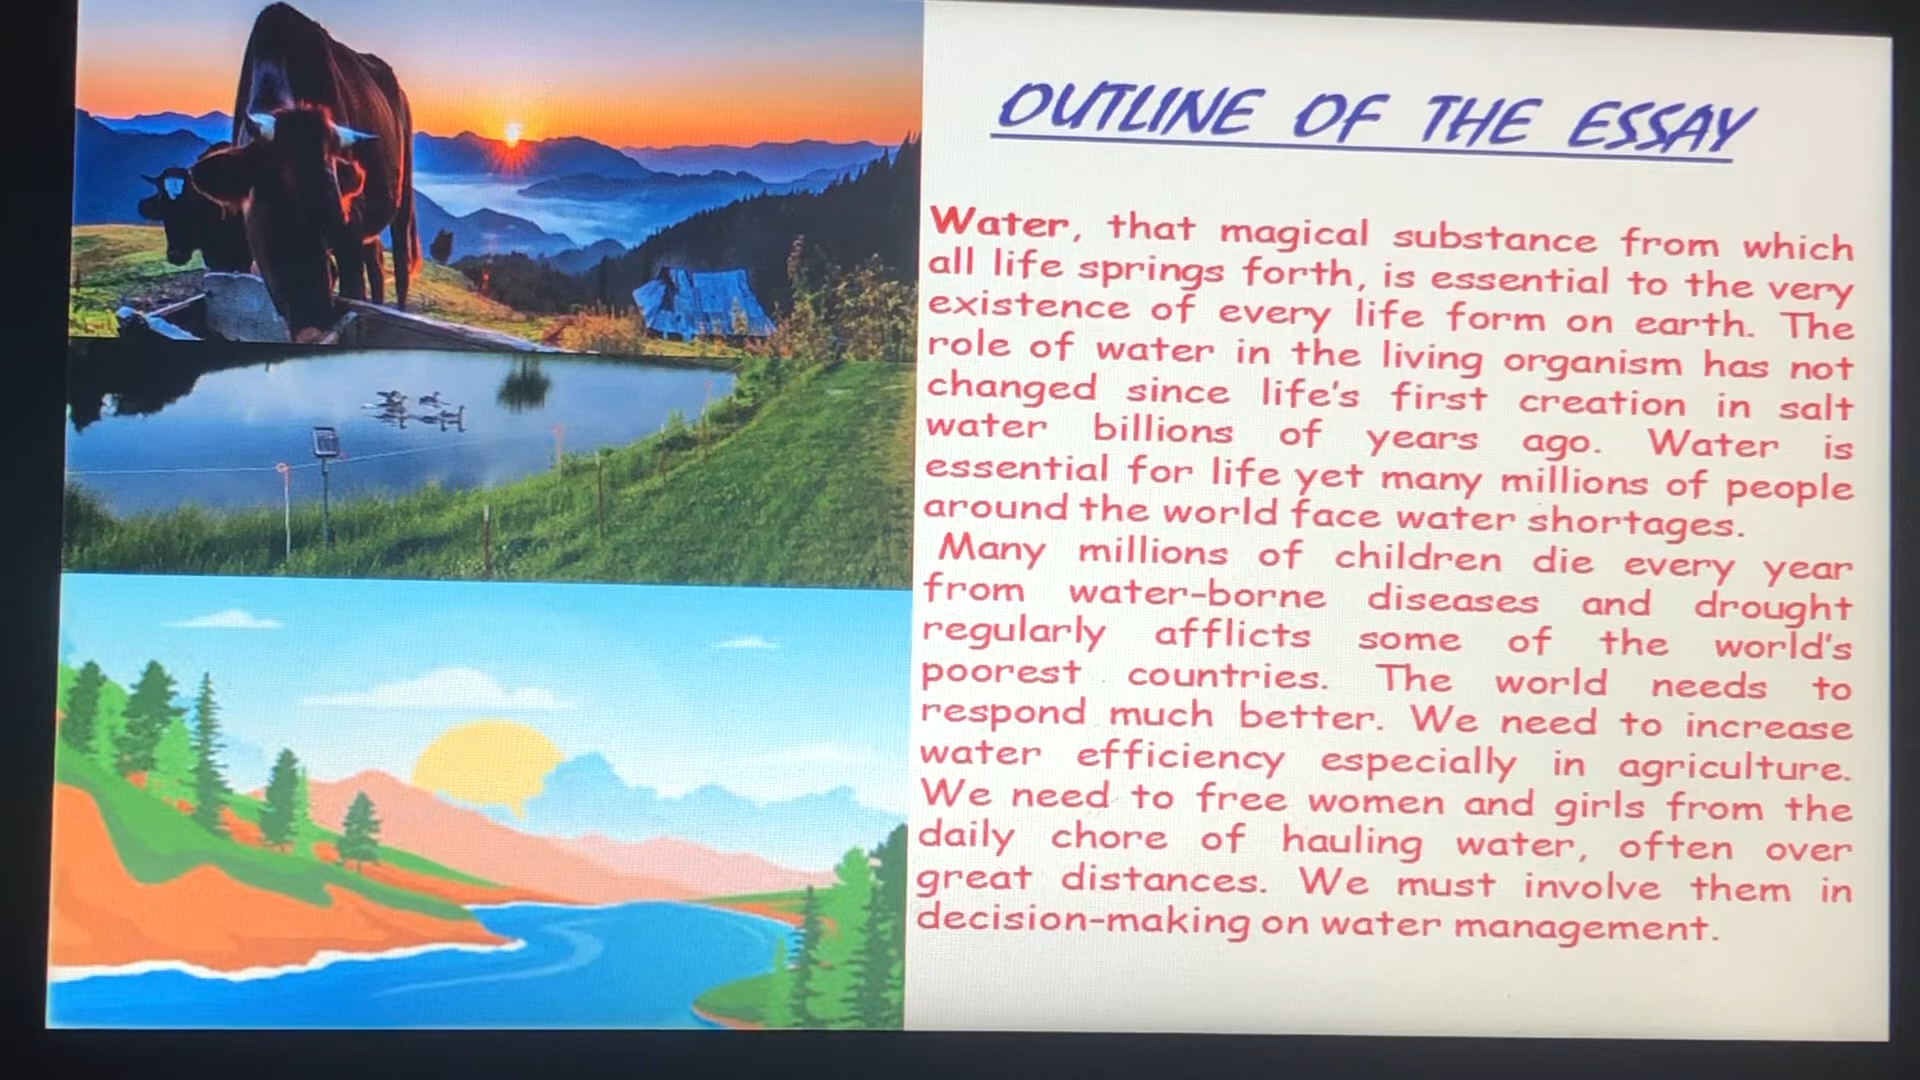 OUTLINE OF THE ESSAY
Water, that magical substance from which
all life springs forth, is essential to the very
existence of every life form on earth. The
role of water in the living organism has not
changed since life's first creation in salt
water billions of years ago. Water is
essential for life yet many millions of people
around the world face water shortages.
Many millions of children die every year
from water-borne diseases and drought
regularly afflicts some of the world's
poorest countries. The world needs to
respond much better. We need to increase
water efficiency especially in agriculture.
We need to free women and girls from the
daily chore of hauling water, often over
great distances. We must involve them in
decision-making on water management.